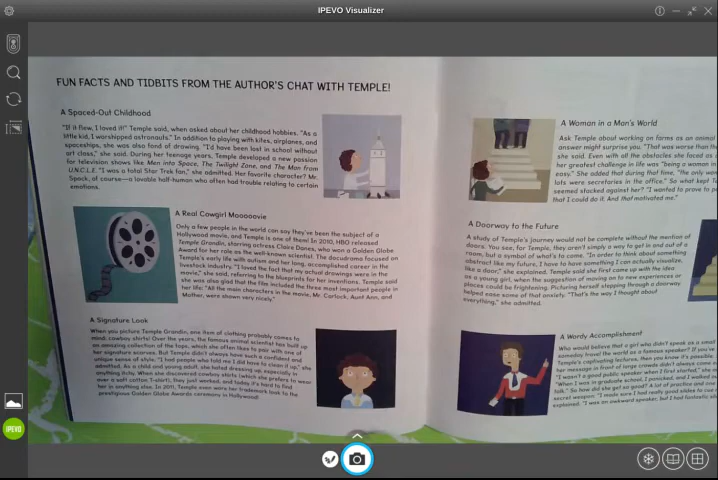 IPEVO Visualizer
FUN FACTS AND TIDBITS FROM THE AUTHOR'S CHAT WITH TEMPLE!
A Spaced-Out Childhood
"If it flew, I loved it!" Temple said, when asked about her childhood hobbies. "As a
little kid, I worshipped astronauts." In addition to playing with kites, airplanes, and
spaceships, she was also fond of drawing. "I'd have been lost in school without
art class," she said. During her teenage years, Temple developed a new passion
for television shows like Men into Space, The Twilight Zone, and The Man from
U.N.C.L.E. "I was a total Star Trek fan," she admitted. Her favorite character? Mr.
Spock, of course—a lovable half-human who often had trouble relating to certain
emotions.
A Real Cowgirl Mooooovie
Only a few people in the world can say they've been the subject of a
Hollywood movie, and Temple is one of them! In 2010, HBO released
Temple Grandin, starring actress Claire Danes, who won a Golden Globe
Award for her role as the well-known scientist. The docudrama focused on
Temple's early life with autism and her long, accomplished career in the
livestock industry. "I loved the fact that my actual drawings were in the
movie," she said, referring to the blueprints for her inventions. Temple said
she was also glad that the film included the three most important people in
her life: "All the main characters in the movie, Mr. Carlock, Aunt Ann, and
Mother, were shown very nicely."
A Signature Look
When you picture Temple Grandin, one item of clothing probably comes to
mind: cowboy shirts! Over the years, the famous animal scientist has built up
an amazing collection of the tops, which she often likes to pair with one of
her signature scarves. But Temple didn't always have such a confident and
unique sense of style. "I had people who told me I did have to clean it up," she
admitted. As a child and young adult, she hated dressing up, especially in
anything itchy. When she discovered cowboy shirts (which she prefers to wear
over a soft cotton T-shirt), they just worked, and today it's hard to find
her in anything else. In 2011, Temple even wore her trademark look to the
prestigious Golden Globe Awards ceremony in Hollywood!
A Woman in a Man's World
Ask Temple about working on farms as an animal
answer might surprise you. "That was worse than th
she said. Even with all the obstacles she faced as
her greatest challenge in life was "being a
easy." She added that during that time, "the only wo
lots were secretaries in the office." So what kept T
seemed stacked against her? "I wanted to prove to p
that I could do it. And that motivated me."
A Doorway to the Future
A study of Temple's journey would not be complete without the mention of
doors. You see, for Temple, they aren't simply a way to get in and out of a
room, but a symbol of what's to come. "In order to think about something
abstract like my future, I have to have something I can actually visualize,
like a door," she explained. Temple said she first came up with the idea
as a young girl, when the suggestion of moving on to new experiences or
places could be frightening. Picturing herself stepping through a doorway
helped ease some of that anxiety. "That's the way I thought about
everything," she admitted.
A Wordy Accomplishment
Who would believe that a girl who didn't speak as a small
someday travel the world as a famous speaker? If you've
Temple's captivating lectures, then you know it's possible.
her message in front of large crowds didn't always come e
"I wasn't a good public speaker when I first started," she a
"When I was in graduate school, I panicked, and I walked ou
talk." So how did she get so good? A lot of practice and one
secret weapon. "I made sure I had really good slides to cue
explained. "I was an awkward speaker, but I had fantastic sl
IPEVO